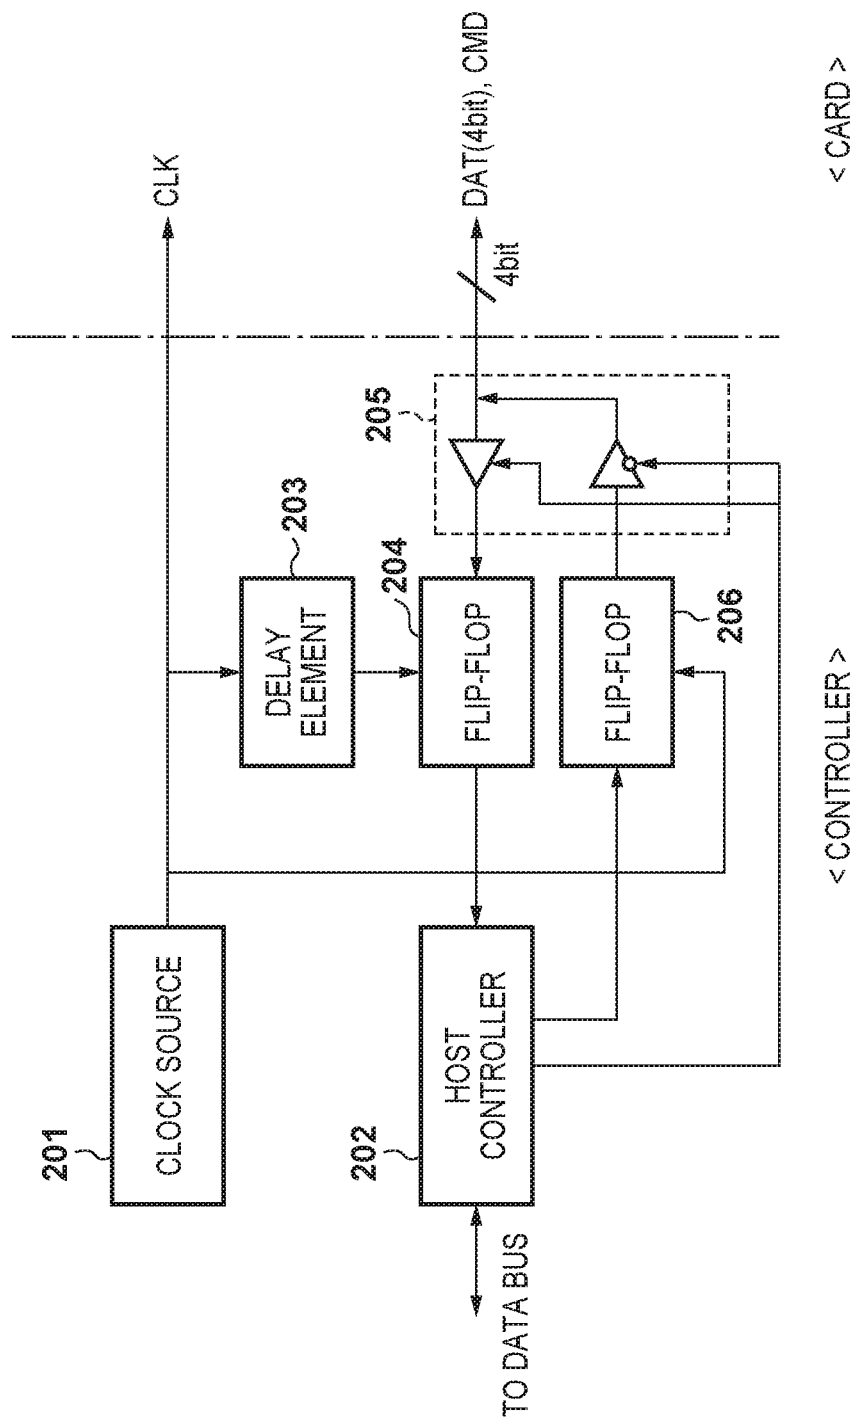 201
CLOCK SOURCE
CLK
203
DELAY
ELEMENT
202
HOST
CONTROLLER
TO DATA BUS
204
FLIP-FLOP
205
DAT(4bit), CMD
4bit
FLIP-FLOP
206
< CONTROLLER >
< CARD >